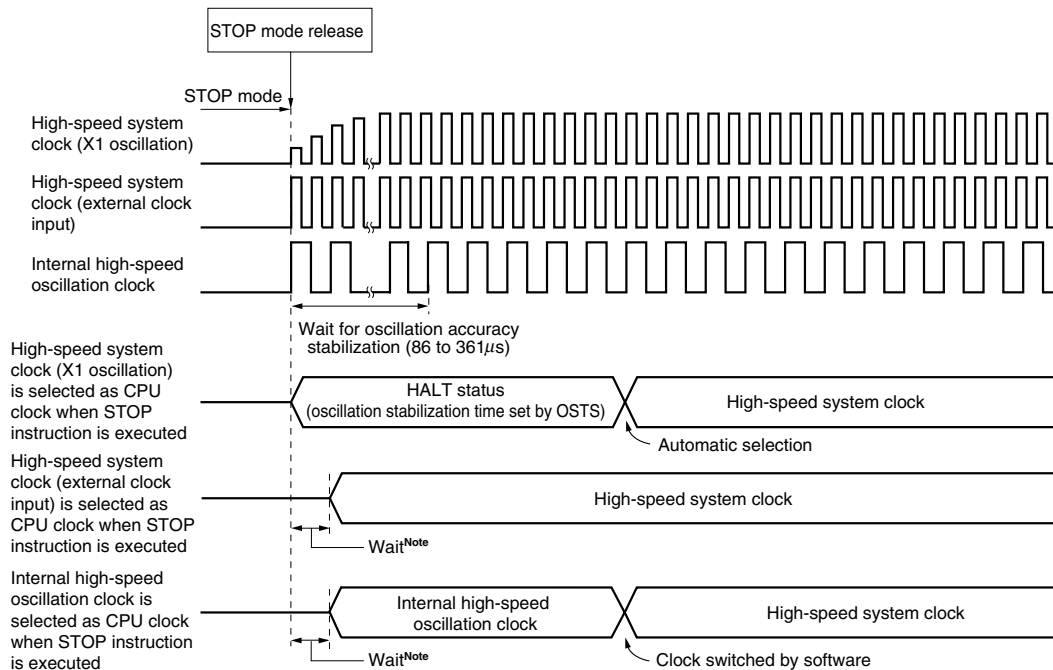 STOP mode release
STOP mode
High-speed system
clock (X1 oscillation)
High-speed system
clock (external clock
input)
Internal high-speed
oscillation clock
Wait for oscillation accuracy
stabilization (86 to 361μs)
High-speed system
clock (X1 oscillation)
is selected as CPU
clock when STOP
instruction is executed
HALT status
(oscillation stabilization time set by OSTS)
High-speed system clock
Automatic selection
High-speed system
clock (external clock
input) is selected as
CPU clock when STOP
instruction is executed
High-speed system clock
WaitNote
Internal high-speed
oscillation clock is
selected as CPU clock
when STOP instruction
is executed
Internal high-speed
oscillation clock
High-speed system clock
WaitNote
Clock switched by software